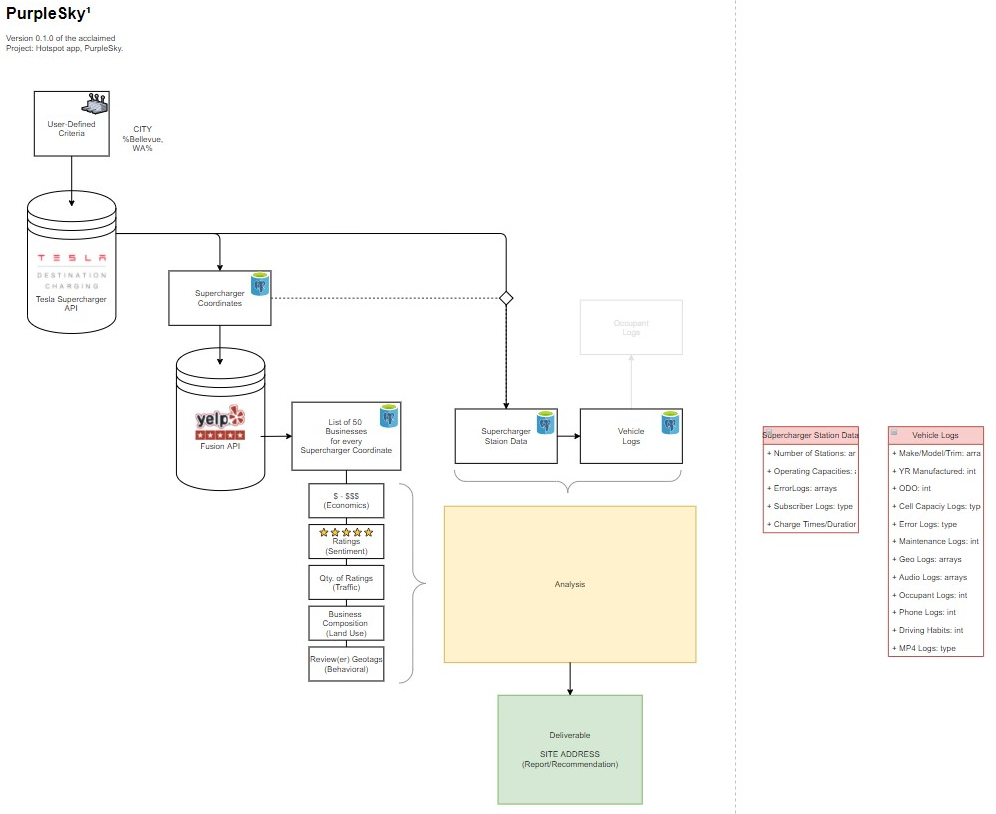 PurpleSky¹
Version 0.1.0 of the acclaimed
Project: Hotspot app, PurpleSky.
User-Defined
Criteria
CITY
%Bellevue,
WA%
TESLA
DESTINATION
CHARGING
Tesla Supercharger
API
Supercharger
Coordinates
Occupant
Logs
yelp
Fusion API
List of 50
Businesses
for every
Supercharger Coordinate
Supercharger
Staion Data
Vehicle
Logs
$ - $$$
(Economics)
Ratings
(Sentiment)
Qty. of Ratings
(Traffic)
Business
Composition
(Land Use)
Review(er) Geotags
(Behavioral)
Analysis
Deliverable
SITE ADDRESS
(Report/Recommendation)
Supercharger Staion Data
+ Number of Stations: ar
+ Operating Capacities:
+ ErrorLogs: arrays
+ Subscriber Logs: type
+ Charge Times/Duration
Vehicle Logs
+ Make/Model/Trim: arra
+ YR Manufactured: int
+ ODO: int
+ Cell Capaciy Logs: typ
+ Error Logs: type
+ Maintenance Logs: int
+ Geo Logs: arrays
+ Audio Logs: arrays
+ Occupant Logs: int
+ Phone Logs: int
+ Driving Habits: int
+ MP4 Logs: type